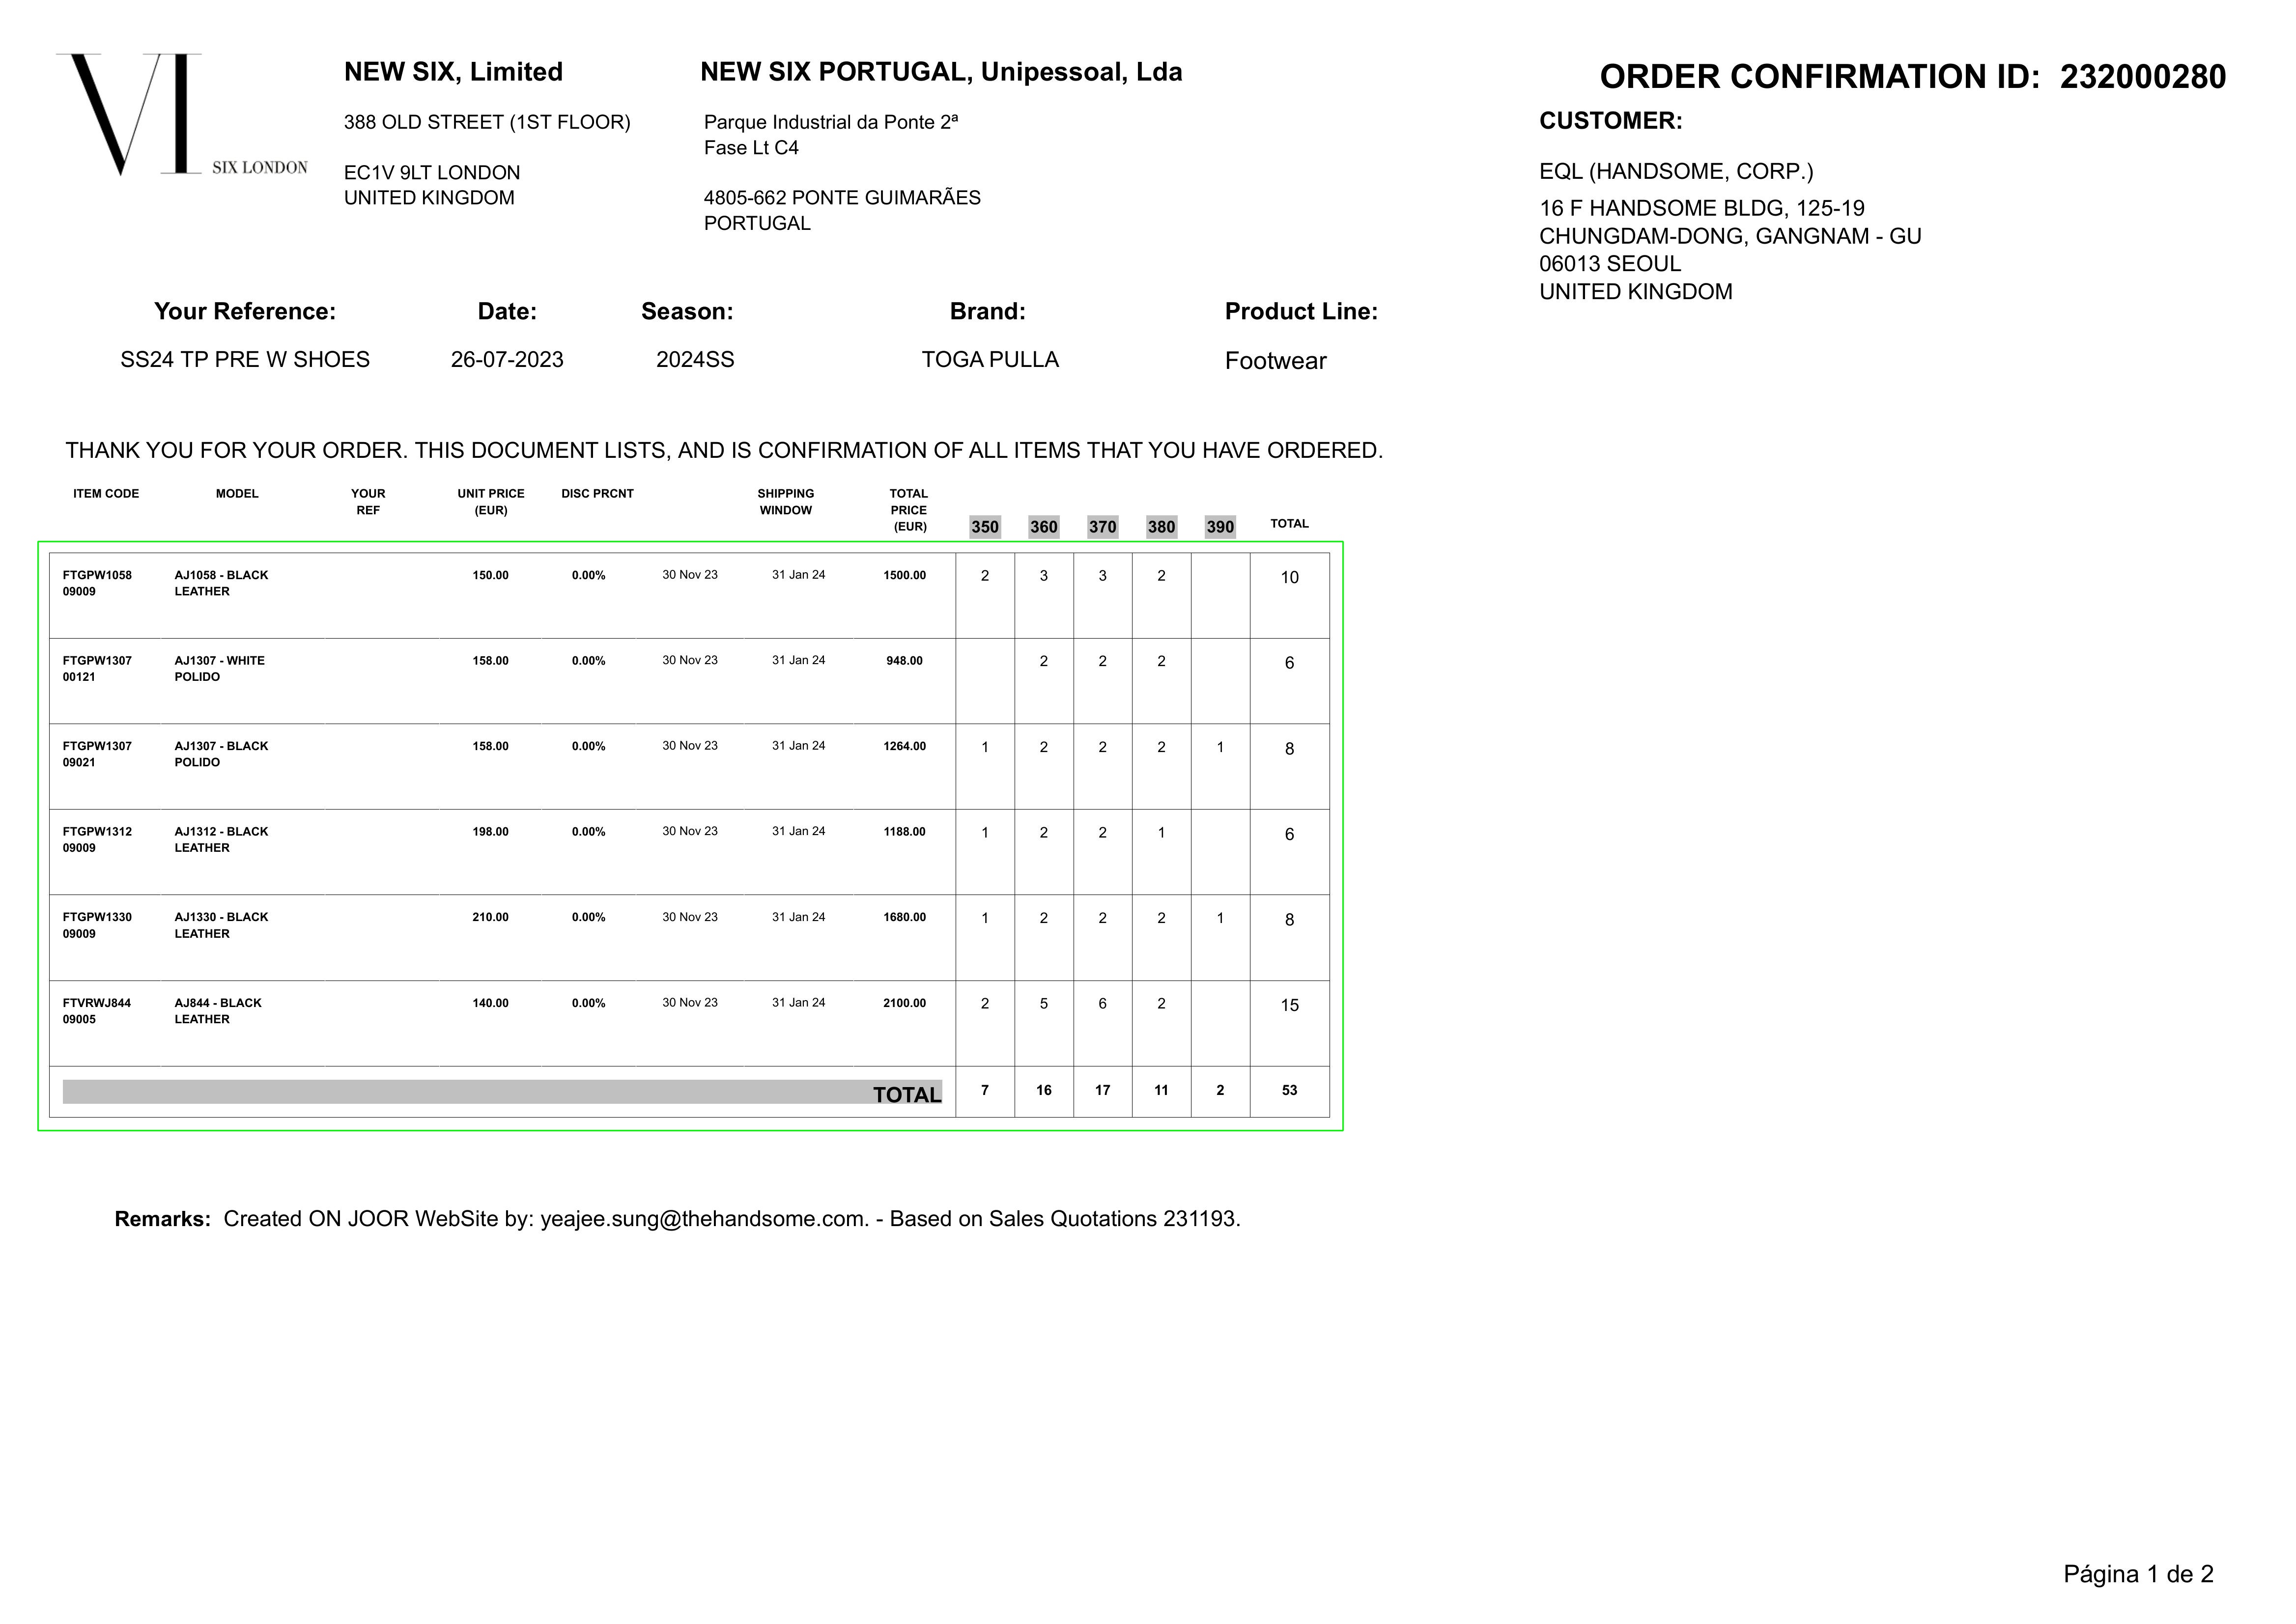 VI SIX LONDON
NEW SIX, Limited
388 OLD STREET (1ST FLOOR)
EC1V 9LT LONDON
UNITED KINGDOM
NEW SIX PORTUGAL, Unipessoal, Lda
Parque Industrial da Ponte 2ª
Fase Lt C4
4805-662 PONTE GUIMARÃES
PORTUGAL
ORDER CONFIRMATION ID: 232000280
CUSTOMER:
EQL (HANDSOME, CORP.)
16 F HANDSOME BLDG, 125-19
CHUNGDAM-DONG, GANGNAM - GU
06013 SEOUL
UNITED KINGDOM
Your Reference: Date: Season: Brand: Product Line:
SS24 TP PRE W SHOES 26-07-2023 2024SS TOGA PULLA Footwear
THANK YOU FOR YOUR ORDER. THIS DOCUMENT LISTS, AND IS CONFIRMATION OF ALL ITEMS THAT YOU HAVE ORDERED.
ITEM CODE MODEL YOUR UNIT PRICE DISC PRCNT SHIPPING TOTAL
REF (EUR) WINDOW PRICE
(EUR) 350 360 370 380 390 TOTAL
FTGPW1058 AJ1058 - BLACK 150.00 0.00% 30 Nov 23 31 Jan 24 1500.00 2 3 3 2 10
09009 LEATHER
FTGPW1307 AJ1307 - WHITE 158.00 0.00% 30 Nov 23 31 Jan 24 948.00 2 2 2 6
00121 POLIDO
FTGPW1307 AJ1307 - BLACK 158.00 0.00% 30 Nov 23 31 Jan 24 1264.00 1 2 2 2 1 8
09021 POLIDO
FTGPW1312 AJ1312 - BLACK 198.00 0.00% 30 Nov 23 31 Jan 24 1188.00 1 2 2 1 6
09009 LEATHER
FTGPW1330 AJ1330 - BLACK 210.00 0.00% 30 Nov 23 31 Jan 24 1680.00 1 2 2 2 1 8
09009 LEATHER
FTVRWJ844 AJ844 - BLACK 140.00 0.00% 30 Nov 23 31 Jan 24 2100.00 2 5 6 2 15
09005 LEATHER
TOTAL 7 16 17 11 2 53
Remarks: Created ON JOOR WebSite by: yeajee.sung@thehandsome.com. - Based on Sales Quotations 231193.
Página 1 de 2